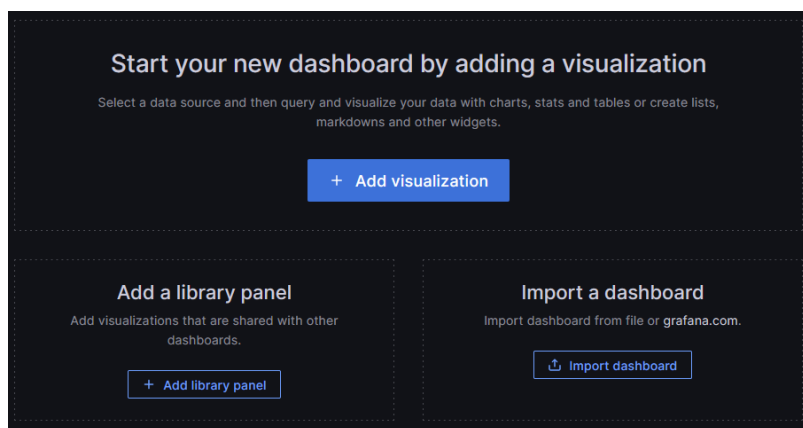 Start your new dashboard by adding a visualization
Select a data source and then query and visualize your data with charts, stats and tables or create lists,
markdowns and other widgets.
+ Add visualization
Add a library panel
Add visualizations that are shared with other
dashboards.
+ Add library panel
Import a dashboard
Import dashboard from file or grafana.com.
Import dashboard